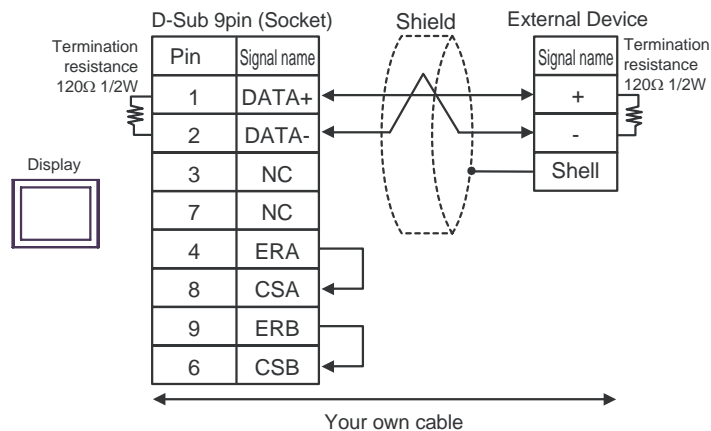 D-Sub 9pin (Socket)
Shield
External Device
Termination
resistance
120Ω 1/2W
Pin
Signal name
1
DATA+
2
DATA-
3
NC
7
NC
4
ERA
8
CSA
9
ERB
6
CSB
Display
Signal name
+
-
Shell
Termination
resistance
120Ω 1/2W
Your own cable